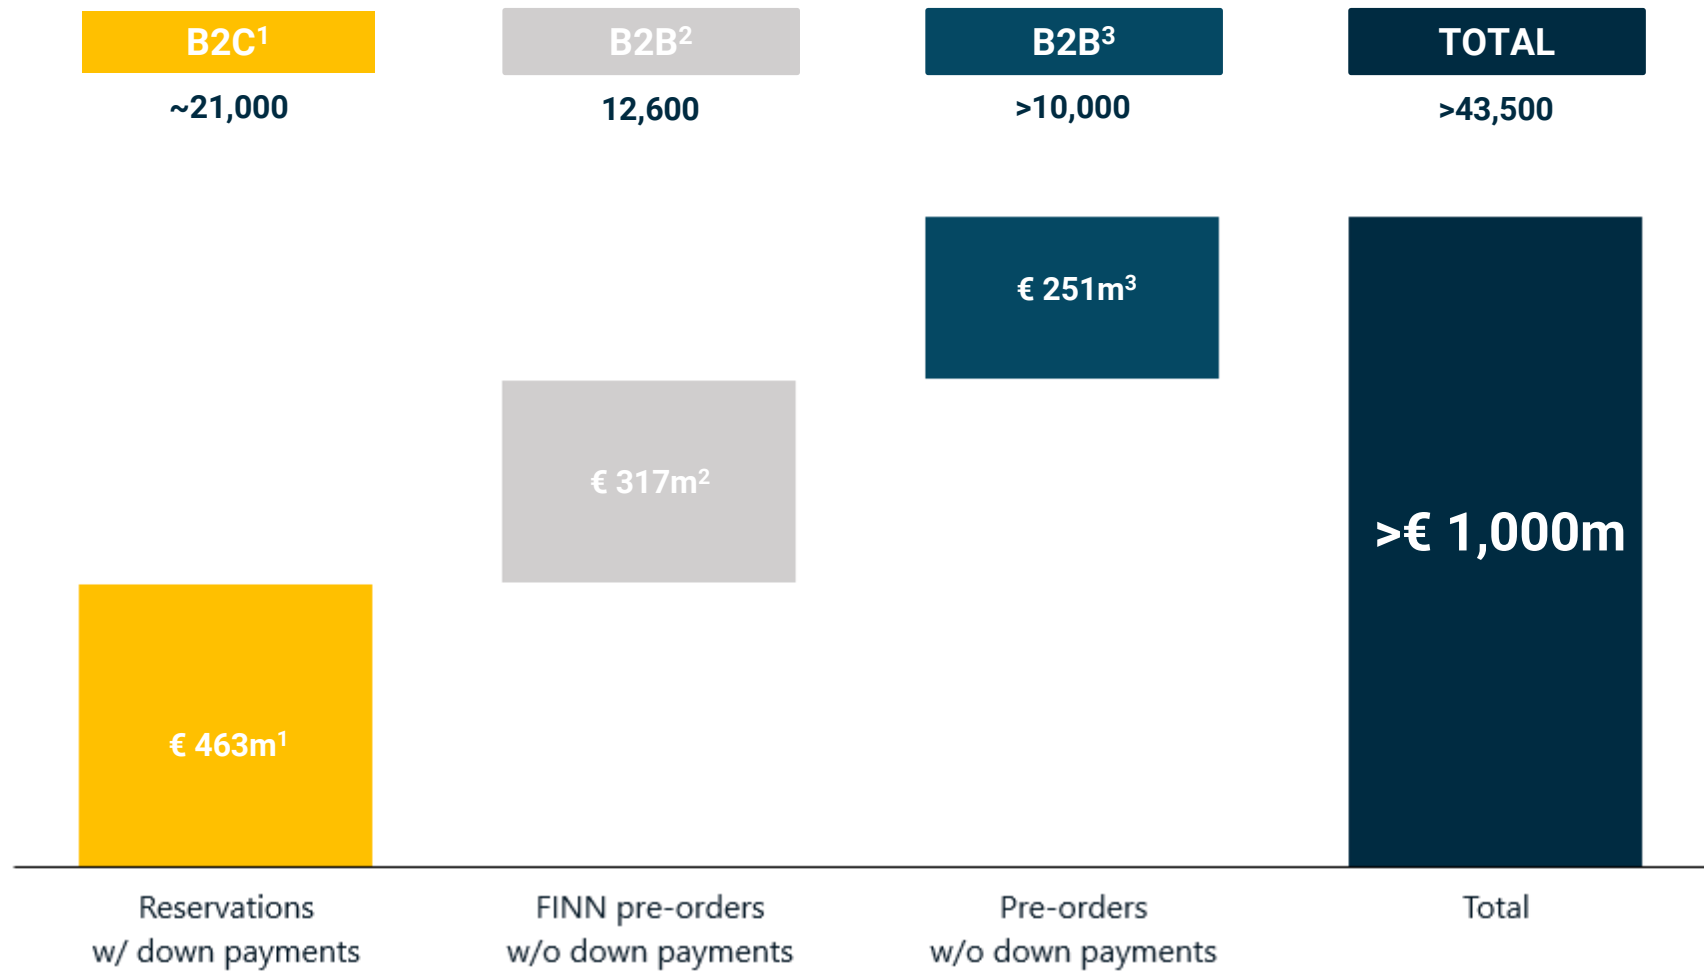 B2C¹
B2B²
B2B³
TOTAL
~21,000
12,600
>10,000
>43,500
€ 251m³
€ 317m²
>€ 1,000m
€ 463m¹
Reservations
w/ down payments
FINN pre-orders
w/o down payments
Pre-orders
w/o down payments
Total